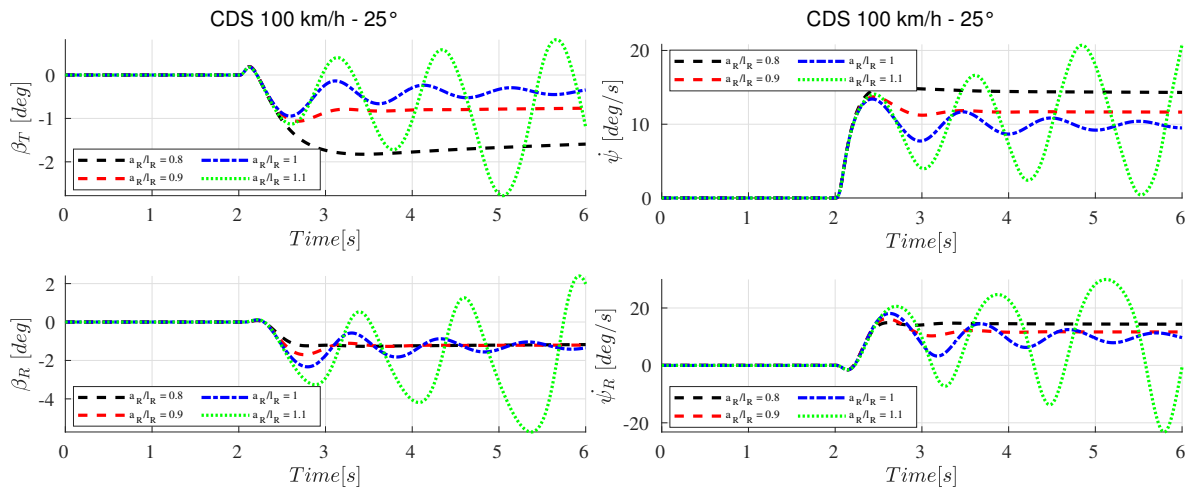 CDS 100 km/h - 25°
0
-1
-2
β_T [deg]
a_R/l_R = 0.8 a_R/l_R = 1
a_R/l_R = 0.9 a_R/l_R = 1.1
0 1 2 3 4 5 6
Time[s]
CDS 100 km/h - 25°
20
10
0
ψ̇ [deg/s]
a_R/l_R = 0.8 a_R/l_R = 1
a_R/l_R = 0.9 a_R/l_R = 1.1
0 1 2 3 4 5 6
Time[s]
2
0
-2
-4
β_R [deg]
a_R/l_R = 0.8 a_R/l_R = 1
a_R/l_R = 0.9 a_R/l_R = 1.1
0 1 2 3 4 5 6
Time[s]
20
0
-20
ψ̇_R [deg/s]
a_R/l_R = 0.8 a_R/l_R = 1
a_R/l_R = 0.9 a_R/l_R = 1.1
0 1 2 3 4 5 6
Time[s]